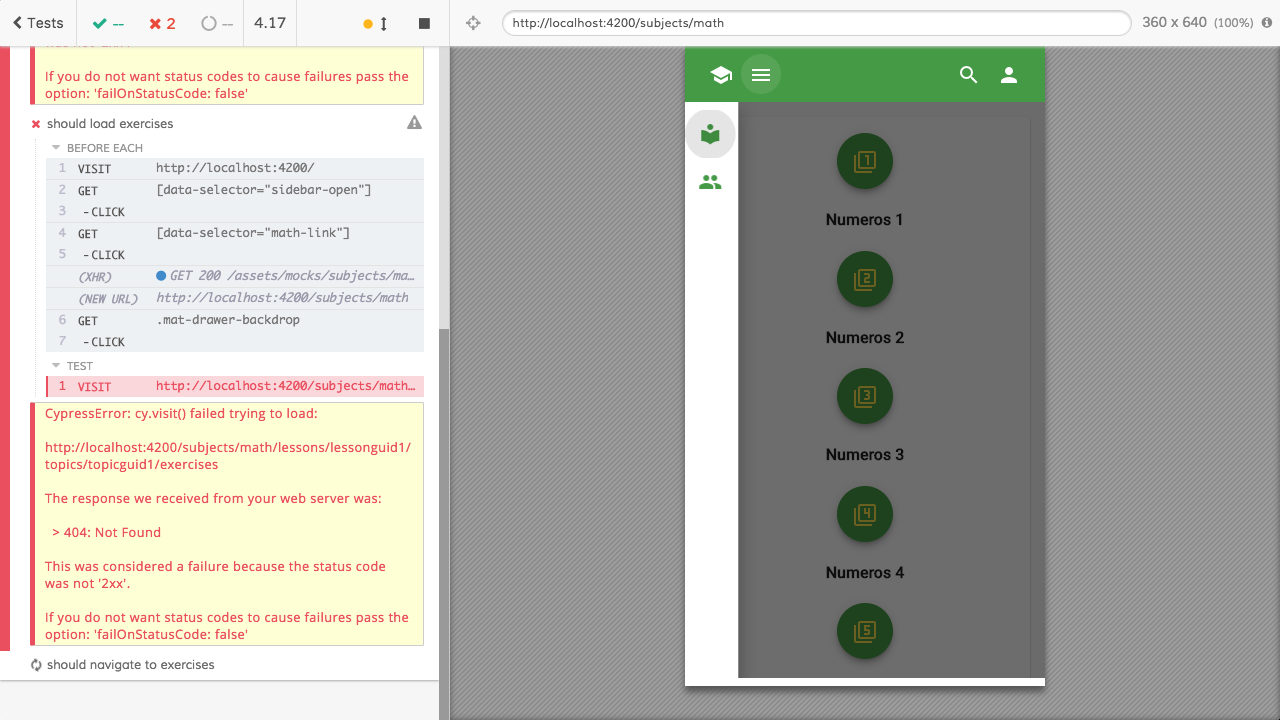 Tests -- 2 -- 4.17
http://localhost:4200/subjects/math 360 x 640 (100%)
If you do not want status codes to cause failures pass the
option: 'failOnStatusCode: false'
should load exercises
BEFORE EACH
1 VISIT http://localhost:4200/
2 GET [data-selector="sidebar-open"]
3 - CLICK
4 GET [data-selector="math-link"]
5 - CLICK
(XHR) GET 200 /assets/mocks/subjects/ma…
(NEW URL) http://localhost:4200/subjects/math
6 GET .mat-drawer-backdrop
7 - CLICK
TEST
1 VISIT http://localhost:4200/subjects/math…
CypressError: cy.visit() failed trying to load:
http://localhost:4200/subjects/math/lessons/lessonguid1/
topics/topicguid1/exercises
The response we received from your web server was:
> 404: Not Found
This was considered a failure because the status code
was not '2xx'.
If you do not want status codes to cause failures pass the
option: 'failOnStatusCode: false'
should navigate to exercises
1
Numeros 1
2
Numeros 2
3
Numeros 3
4
Numeros 4
5